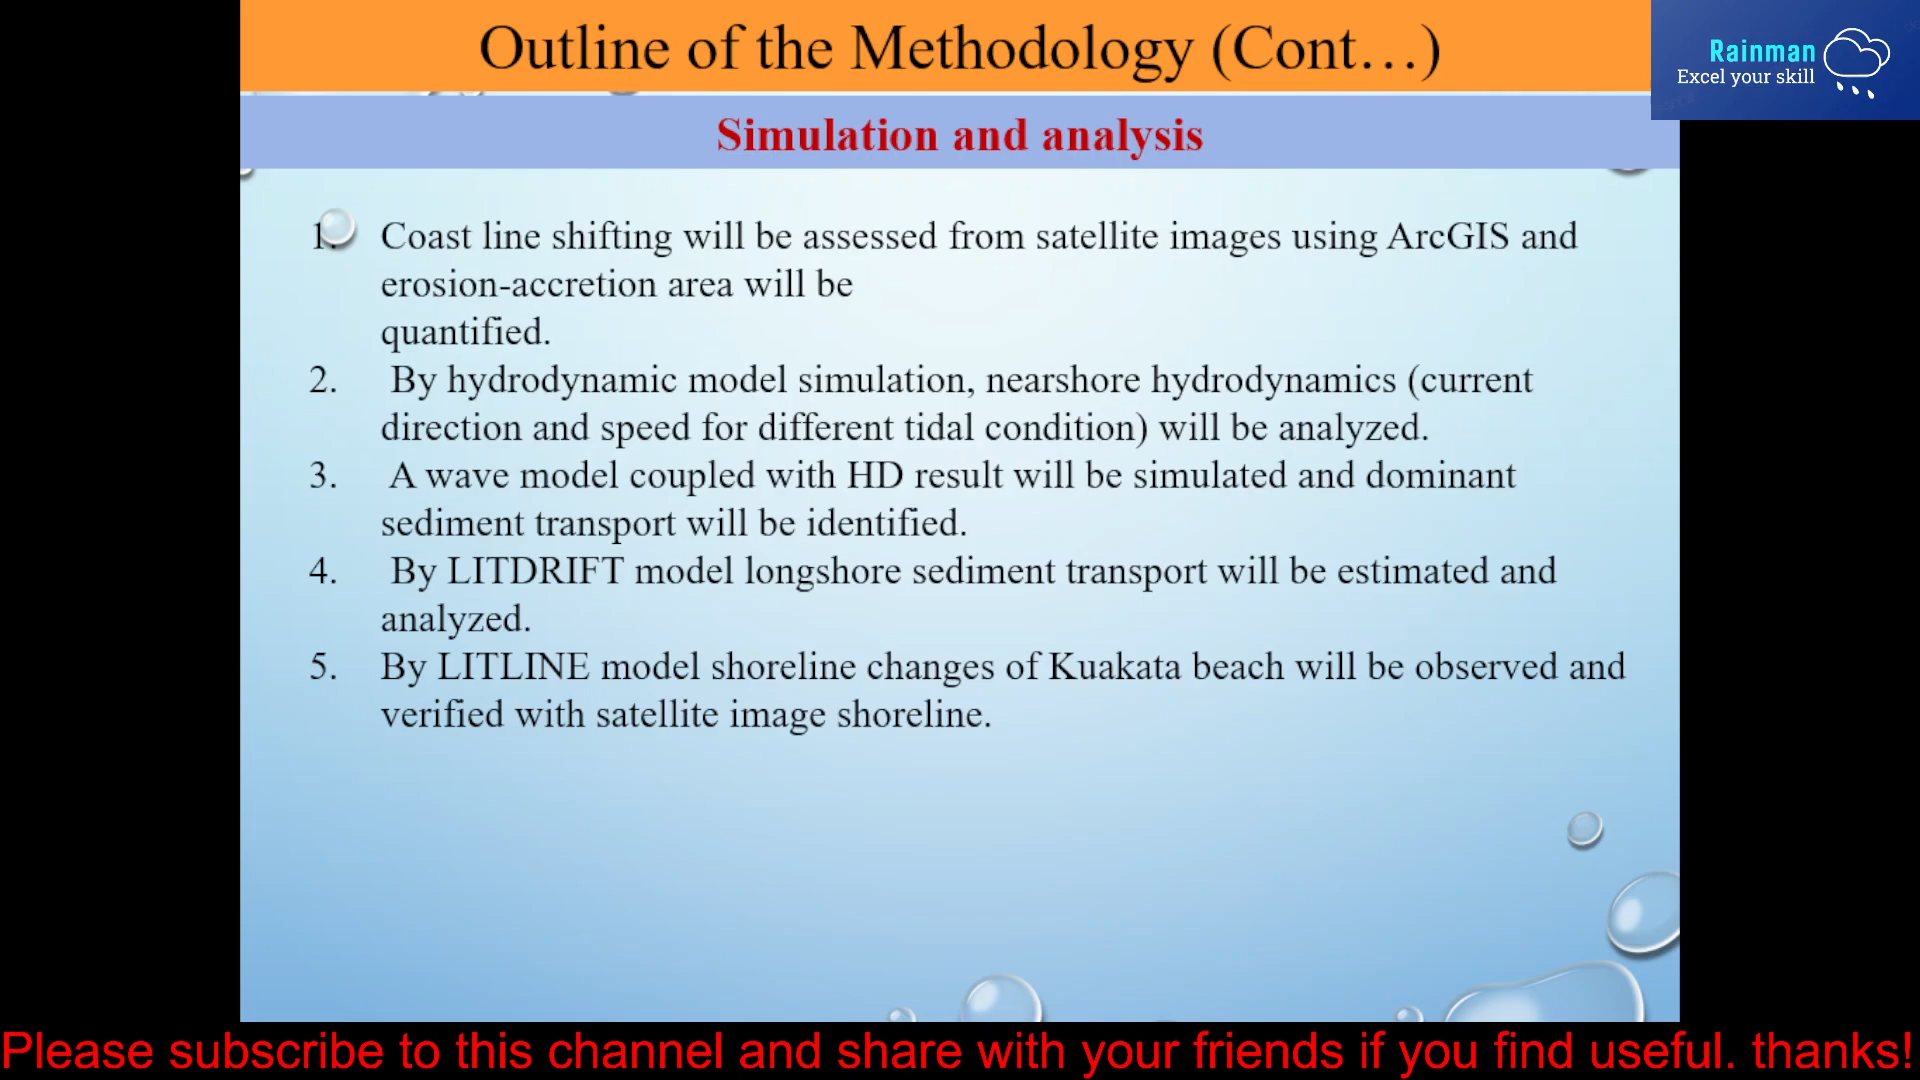 Outline of the Methodology (Cont…)
Rainman
Excel your skill
Simulation and analysis
1. Coast line shifting will be assessed from satellite images using ArcGIS and
erosion-accretion area will be
quantified.
2. By hydrodynamic model simulation, nearshore hydrodynamics (current
direction and speed for different tidal condition) will be analyzed.
3. A wave model coupled with HD result will be simulated and dominant
sediment transport will be identified.
4. By LITDRIFT model longshore sediment transport will be estimated and
analyzed.
5. By LITLINE model shoreline changes of Kuakata beach will be observed and
verified with satellite image shoreline.
Please subscribe to this channel and share with your friends if you find useful. thanks!